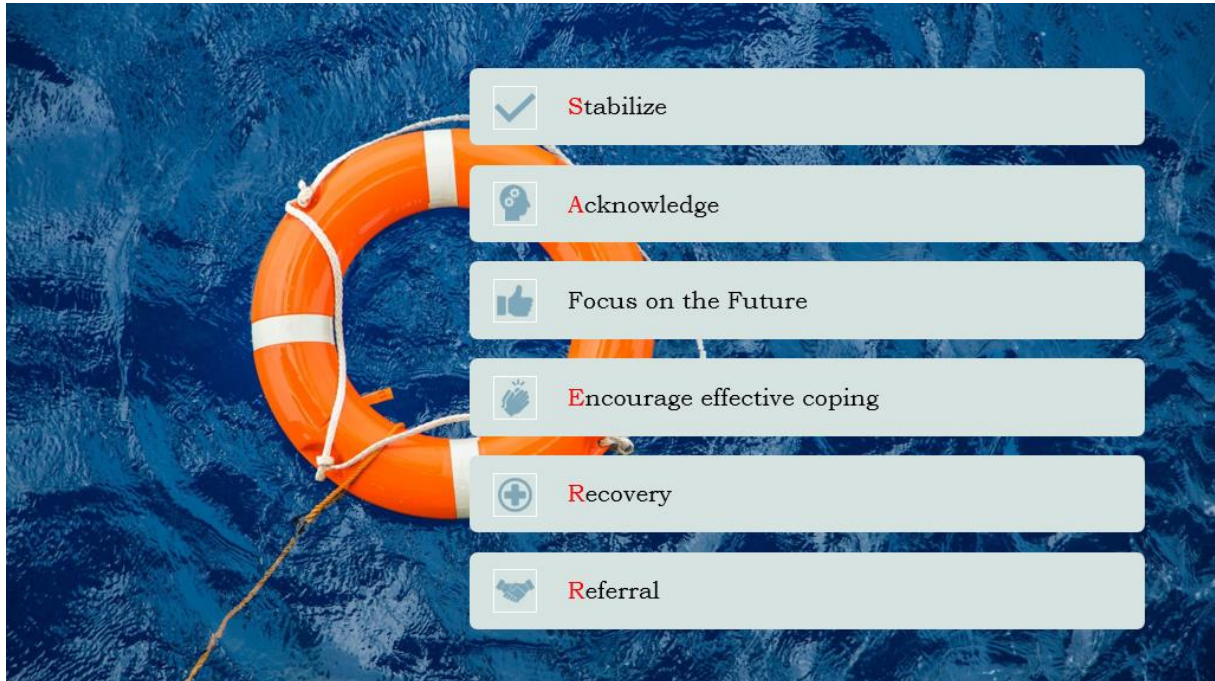 Stabilize
Acknowledge
Focus on the Future
Encourage effective coping
Recovery
Referral